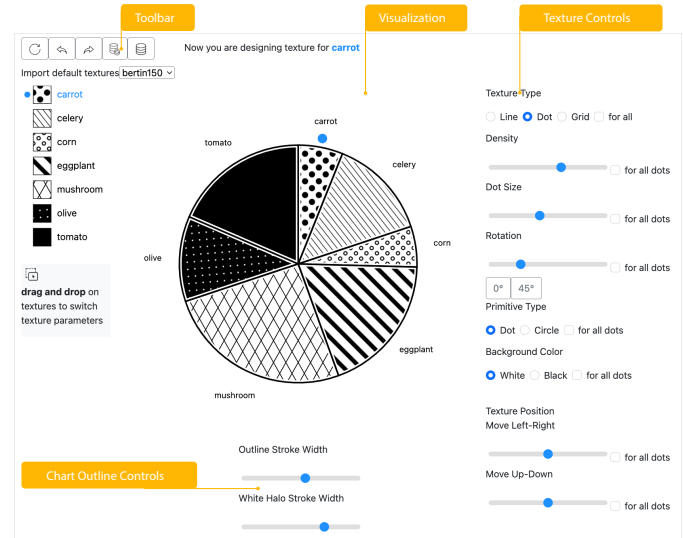 Toolbar
Visualization
Texture Controls
Now you are designing texture for carrot
Import default textures bertin150
carrot
celery
corn
eggplant
mushroom
olive
tomato
drag and drop on
textures to switch
texture parameters
carrot
celery
corn
eggplant
mushroom
olive
tomato
Texture Type
Line Dot Grid for all
Density
for all dots
Dot Size
for all dots
Rotation
for all dots
0° 45°
Primitive Type
Dot Circle for all dots
Background Color
White Black for all dots
Texture Position
Move Left-Right
for all dots
Move Up-Down
for all dots
Chart Outline Controls
Outline Stroke Width
White Halo Stroke Width